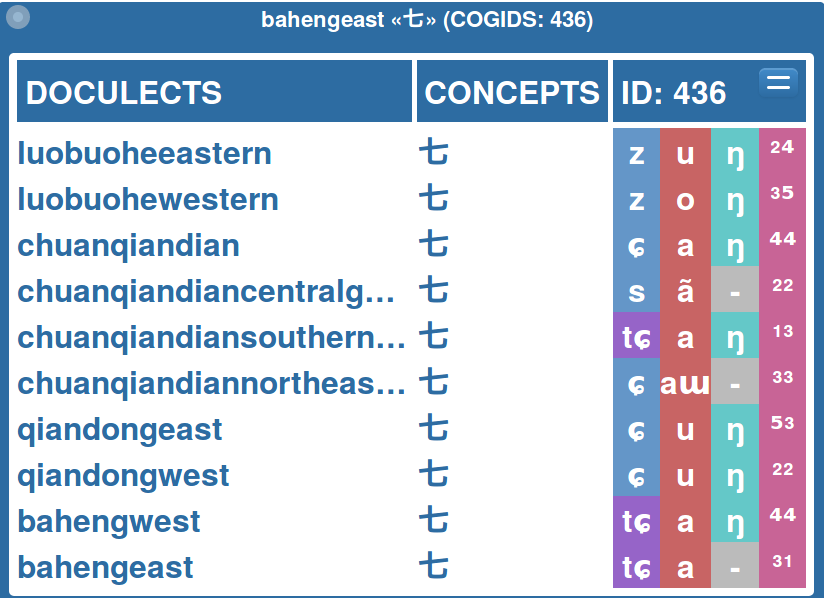 bahengeast «七» (COGIDS: 436)
DOCULECTS CONCEPTS ID: 436
luobuoheeastern 七 z u ŋ ²⁴
luobuohewestern 七 z o ŋ ³⁵
chuanqiandian 七 ɕ a ŋ ⁴⁴
chuanqiandiancentralg... 七 s ã - ²²
chuanqiandiansouthern... 七 tɕ a ŋ ¹³
chuanqiandiannortheas... 七 ɕ aɯ - ³³
qiandongeast 七 ɕ u ŋ ⁵³
qiandongwest 七 ɕ u ŋ ²²
bahengwest 七 tɕ a ŋ ⁴⁴
bahengeast 七 tɕ a - ³¹